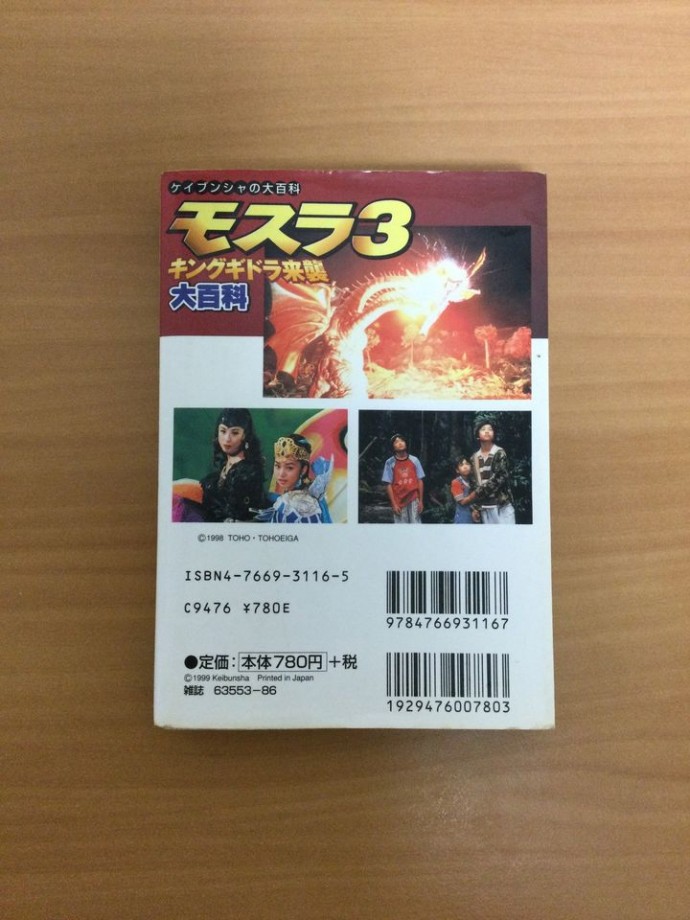 ケイブンシャの大百科
モスラ3
キングギドラ来襲
大百科
©1998 TOHO・TOHOEIGA
ISBN4-7669-3116-5
C9476 ¥780E
9784766931167
●定価:本体780円+税
©1999 Keibunsha Printed in Japan
雑誌 63553-86
1929476007803